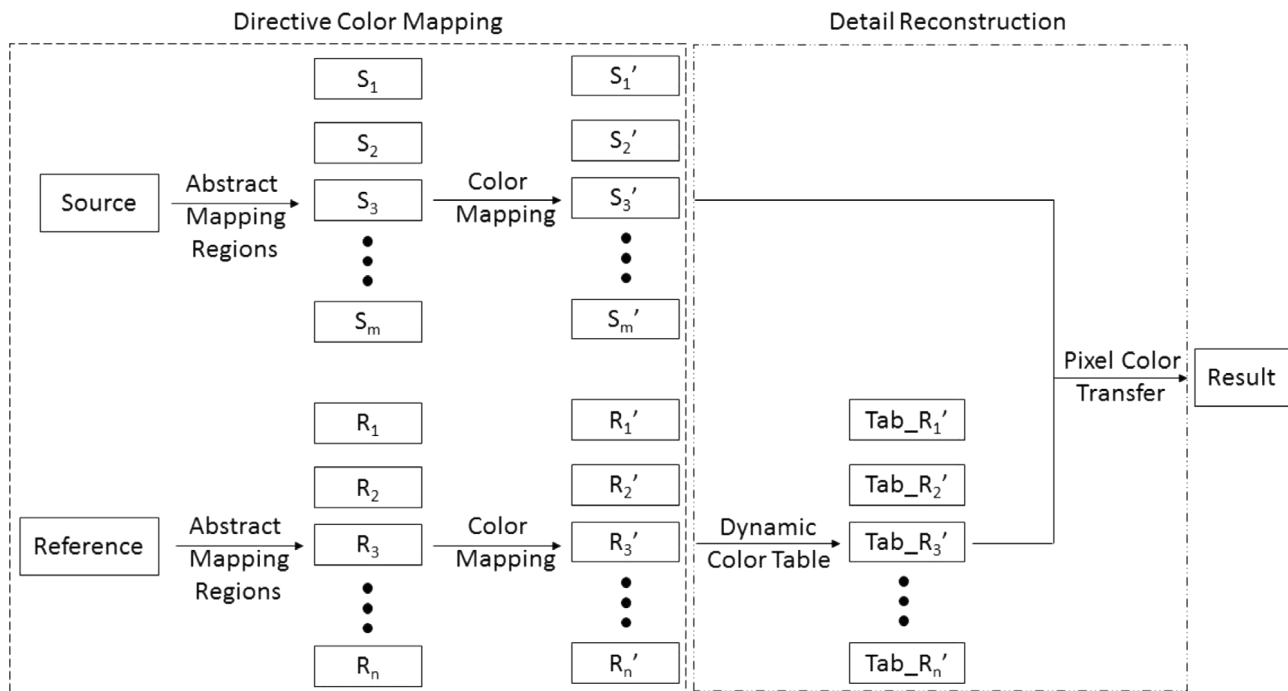 Directive Color Mapping
Detail Reconstruction
S₁
S₁’
S₂
S₂’
Source
Abstract
Mapping
Regions
S₃
Color
Mapping
S₃’
Sₘ
Sₘ’
Pixel Color
Transfer
Result
R₁
R₁’
Tab_R₁’
R₂
R₂’
Tab_R₂’
Reference
Abstract
Mapping
Regions
R₃
Color
Mapping
R₃’
Dynamic
Color Table
Tab_R₃’
Rₙ
Rₙ’
Tab_Rₙ’